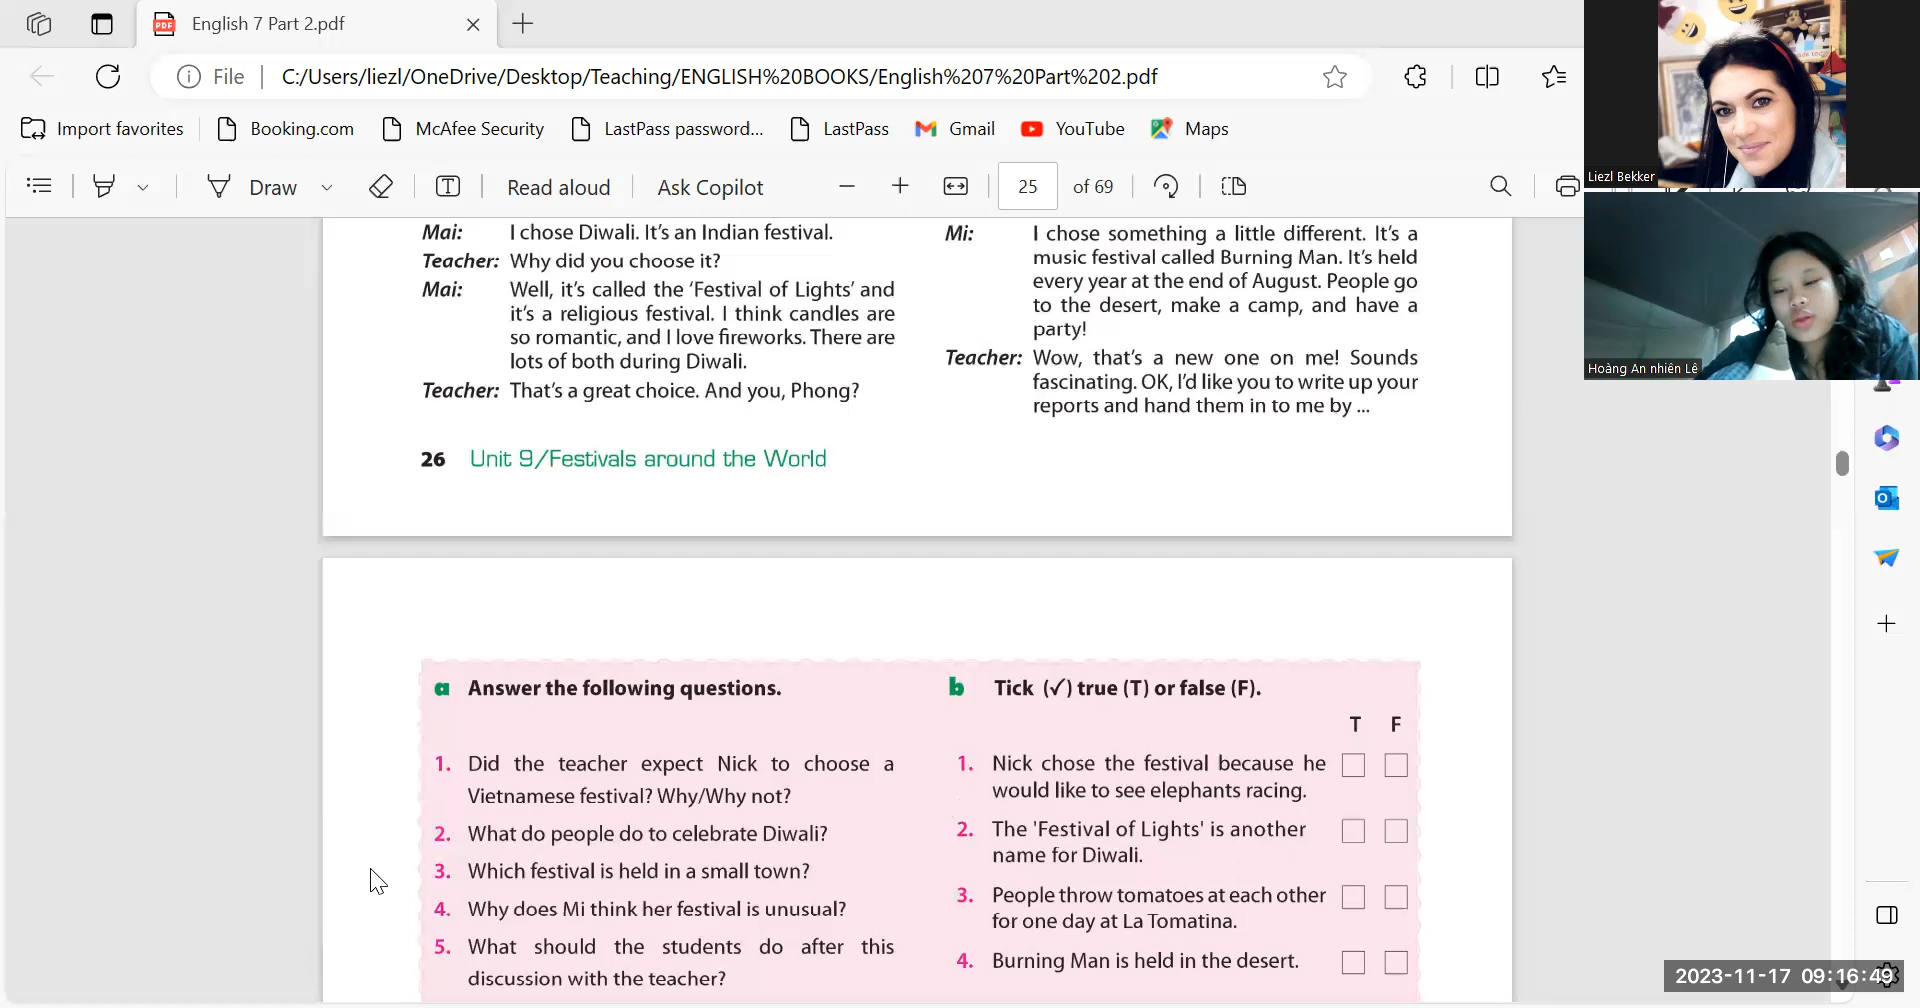 English 7 Part 2.pdf
File
C:/Users/liezl/OneDrive/Desktop/Teaching/ENGLISH%20BOOKS/English%207%20Part%202.pdf
Import favorites
Booking.com
McAfee Security
LastPass password...
LastPass
Gmail
YouTube
Maps
Draw
Read aloud
Ask Copilot
25
of 69
Liezl Bekker
Hoàng An nhiên Lê
Mai: I chose Diwali. It's an Indian festival.
Teacher: Why did you choose it?
Mai: Well, it's called the 'Festival of Lights' and
it's a religious festival. I think candles are
so romantic, and I love fireworks. There are
lots of both during Diwali.
Teacher: That's a great choice. And you, Phong?
Mi: I chose something a little different. It's a
music festival called Burning Man. It's held
every year at the end of August. People go
to the desert, make a camp, and have a
party!
Teacher: Wow, that's a new one on me! Sounds
fascinating. OK, I'd like you to write up your
reports and hand them in to me by ...
26 Unit 9/Festivals around the World
a Answer the following questions.
1. Did the teacher expect Nick to choose a
Vietnamese festival? Why/Why not?
2. What do people do to celebrate Diwali?
3. Which festival is held in a small town?
4. Why does Mi think her festival is unusual?
5. What should the students do after this
discussion with the teacher?
b Tick (✓) true (T) or false (F).
T F
1. Nick chose the festival because he
would like to see elephants racing.
2. The 'Festival of Lights' is another
name for Diwali.
3. People throw tomatoes at each other
for one day at La Tomatina.
4. Burning Man is held in the desert.
2023-11-17 09:16:49